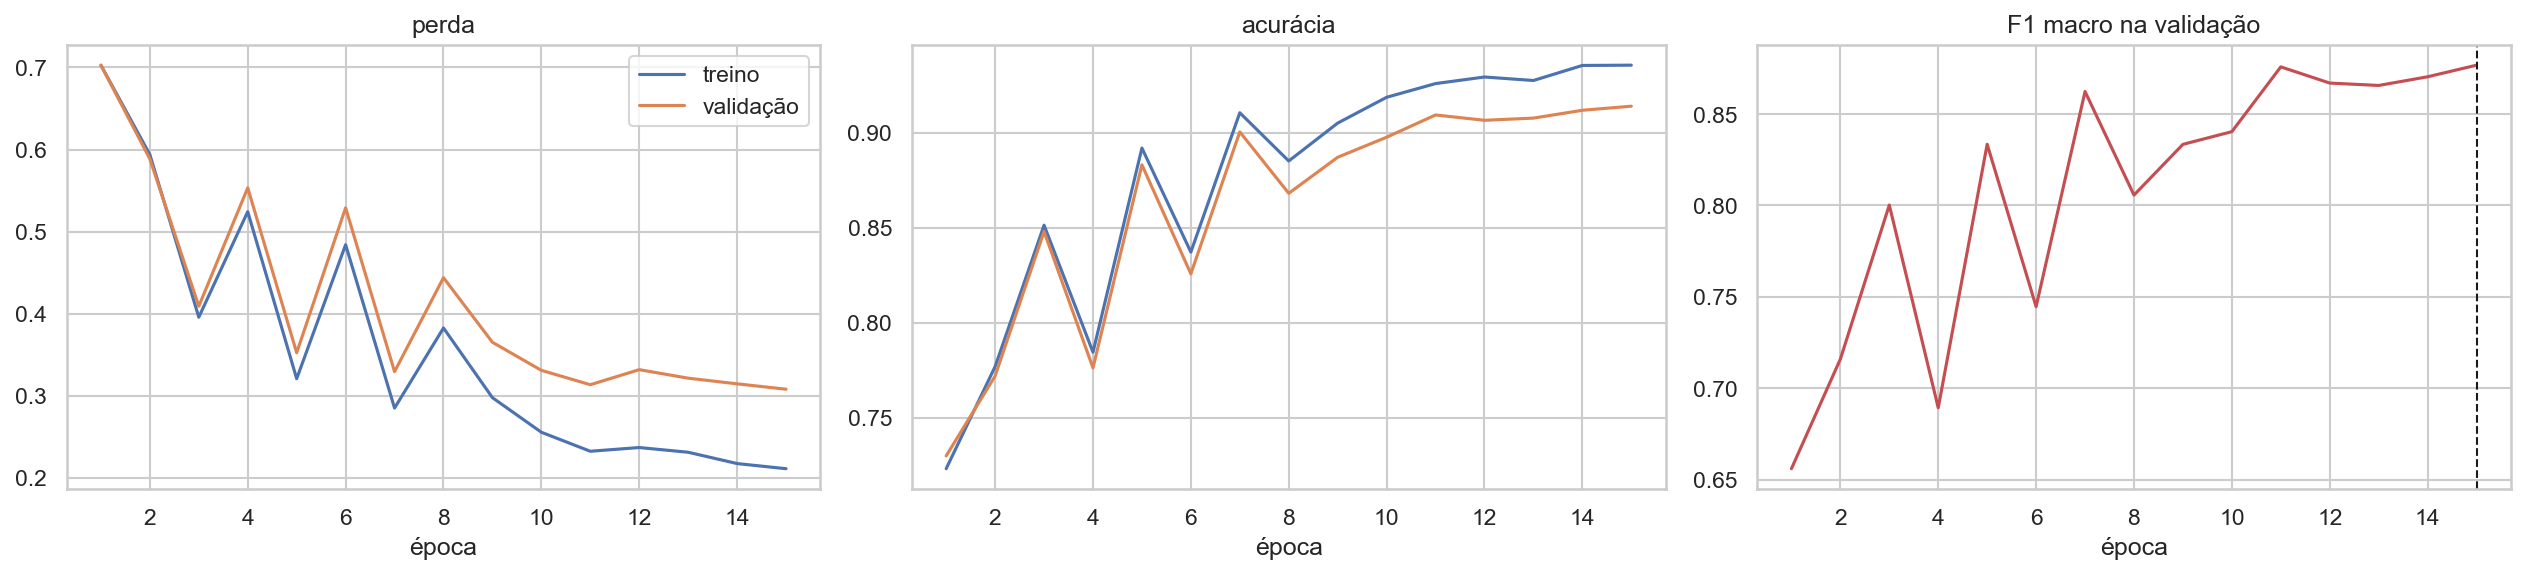 perda
treino
validação
0.7
0.6
0.5
0.4
0.3
0.2
2 4 6 8 10 12 14
época
acurácia
0.90
0.85
0.80
0.75
2 4 6 8 10 12 14
época
F1 macro na validação
0.85
0.80
0.75
0.70
0.65
2 4 6 8 10 12 14
época